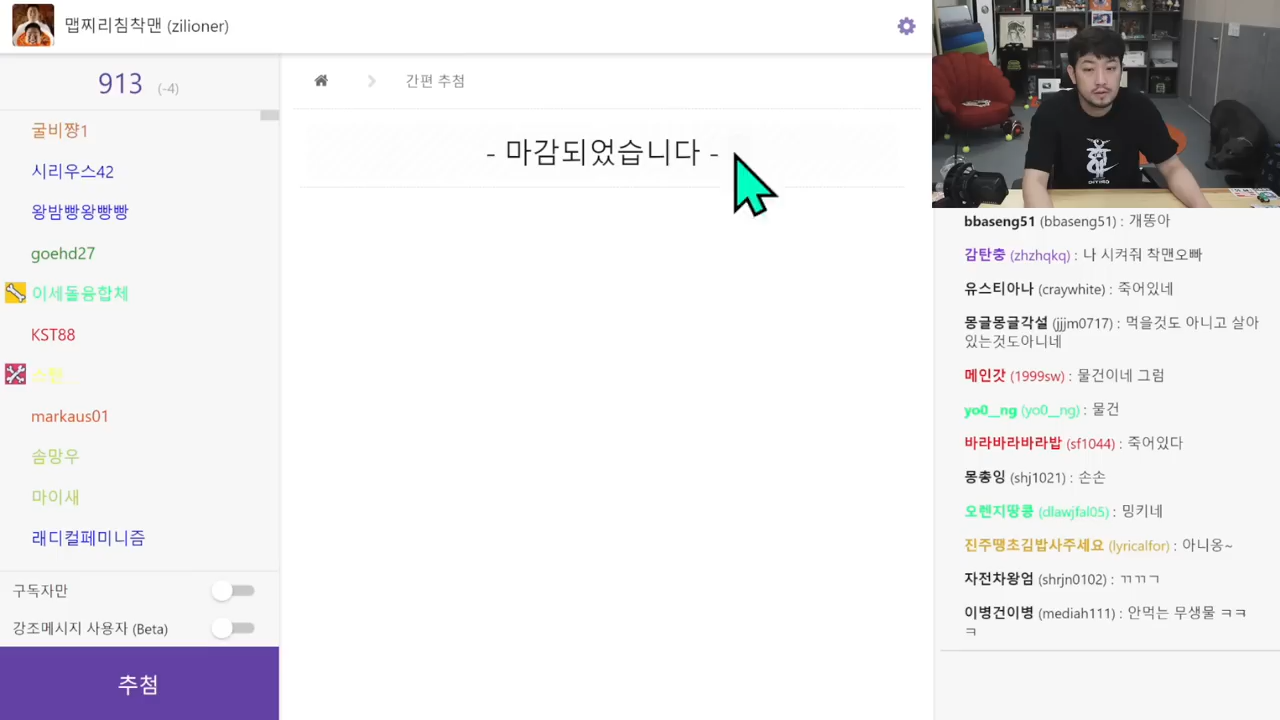 맵찌리침착맨 (zilioner)
913 (-4)
굴비쨩1
시리우스42
왕밤빵왕빵빵
goehd27
이세돌음합체
KST88
markaus01
솜망우
마이새
래디컬페미니즘
구독자만
강조메시지 사용자 (Beta)
추첨
간편 추첨
- 마감되었습니다 -
bbaseng51 (bbaseng51) : 개똥아
감탄충 (zhzhqkq) : 나 시켜줘 착맨오빠
유스티아나 (craywhite) : 죽어있네
몽글몽글각설 (jjjm0717) : 먹을것도 아니고 살아
있는것도아니네
메인갓 (1999sw) : 물건이네 그럼
yo0__ng (yo0__ng) : 물건
바라바라바라밥 (sf1044) : 죽어있다
몽총잉 (shj1021) : 손손
오렌지땅콩 (dlawjfal05) : 밍키네
진주땡초김밥사주세요 (lyricalfor) : 아니옹~
자전차왕엄 (shrjn0102) : ㄲㄲㄱ
이병건이병 (mediah111) : 안먹는 무생물 ㅋㅋ
ㅋ